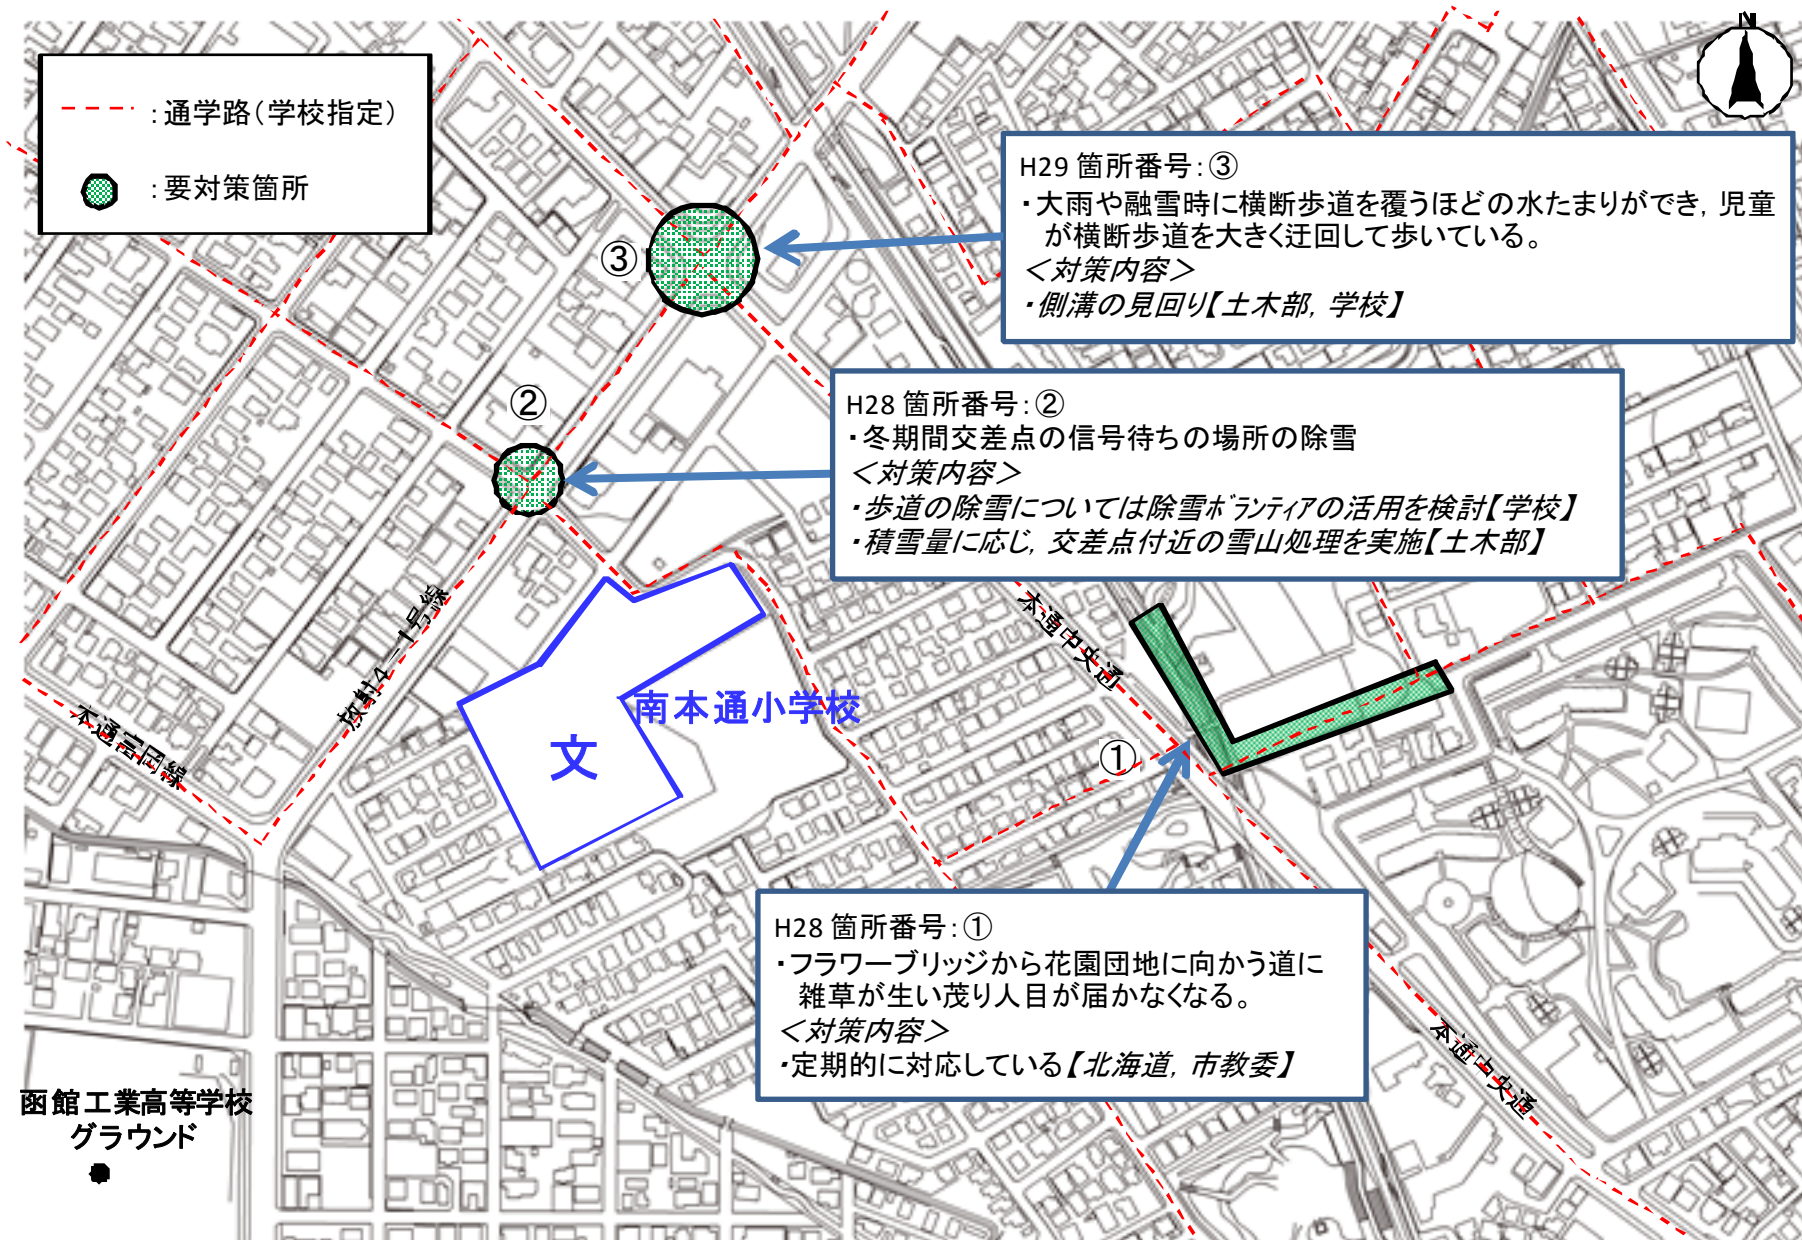 N
：通学路（学校指定）
：要対策箇所
H29 箇所番号：③
・大雨や融雪時に横断歩道を覆うほどの水たまりができ，児童
が横断歩道を大きく迂回して歩いている。
＜対策内容＞
・側溝の見回り【土木部，学校】
③
H28 箇所番号：②
・冬期間交差点の信号待ちの場所の除雪
＜対策内容＞
・歩道の除雪については除雪ﾎﾞﾗﾝﾃｨｱの活用を検討【学校】
・積雪量に応じ，交差点付近の雪山処理を実施【土木部】
②
放射４－１号線
本通中央通
南本通小学校
文
本通富岡線
①
H28 箇所番号：①
・フラワーブリッジから花園団地に向かう道に
雑草が生い茂り人目が届かなくなる。
＜対策内容＞
・定期的に対応している【北海道，市教委】
本通中央通
函館工業高等学校
グラウンド